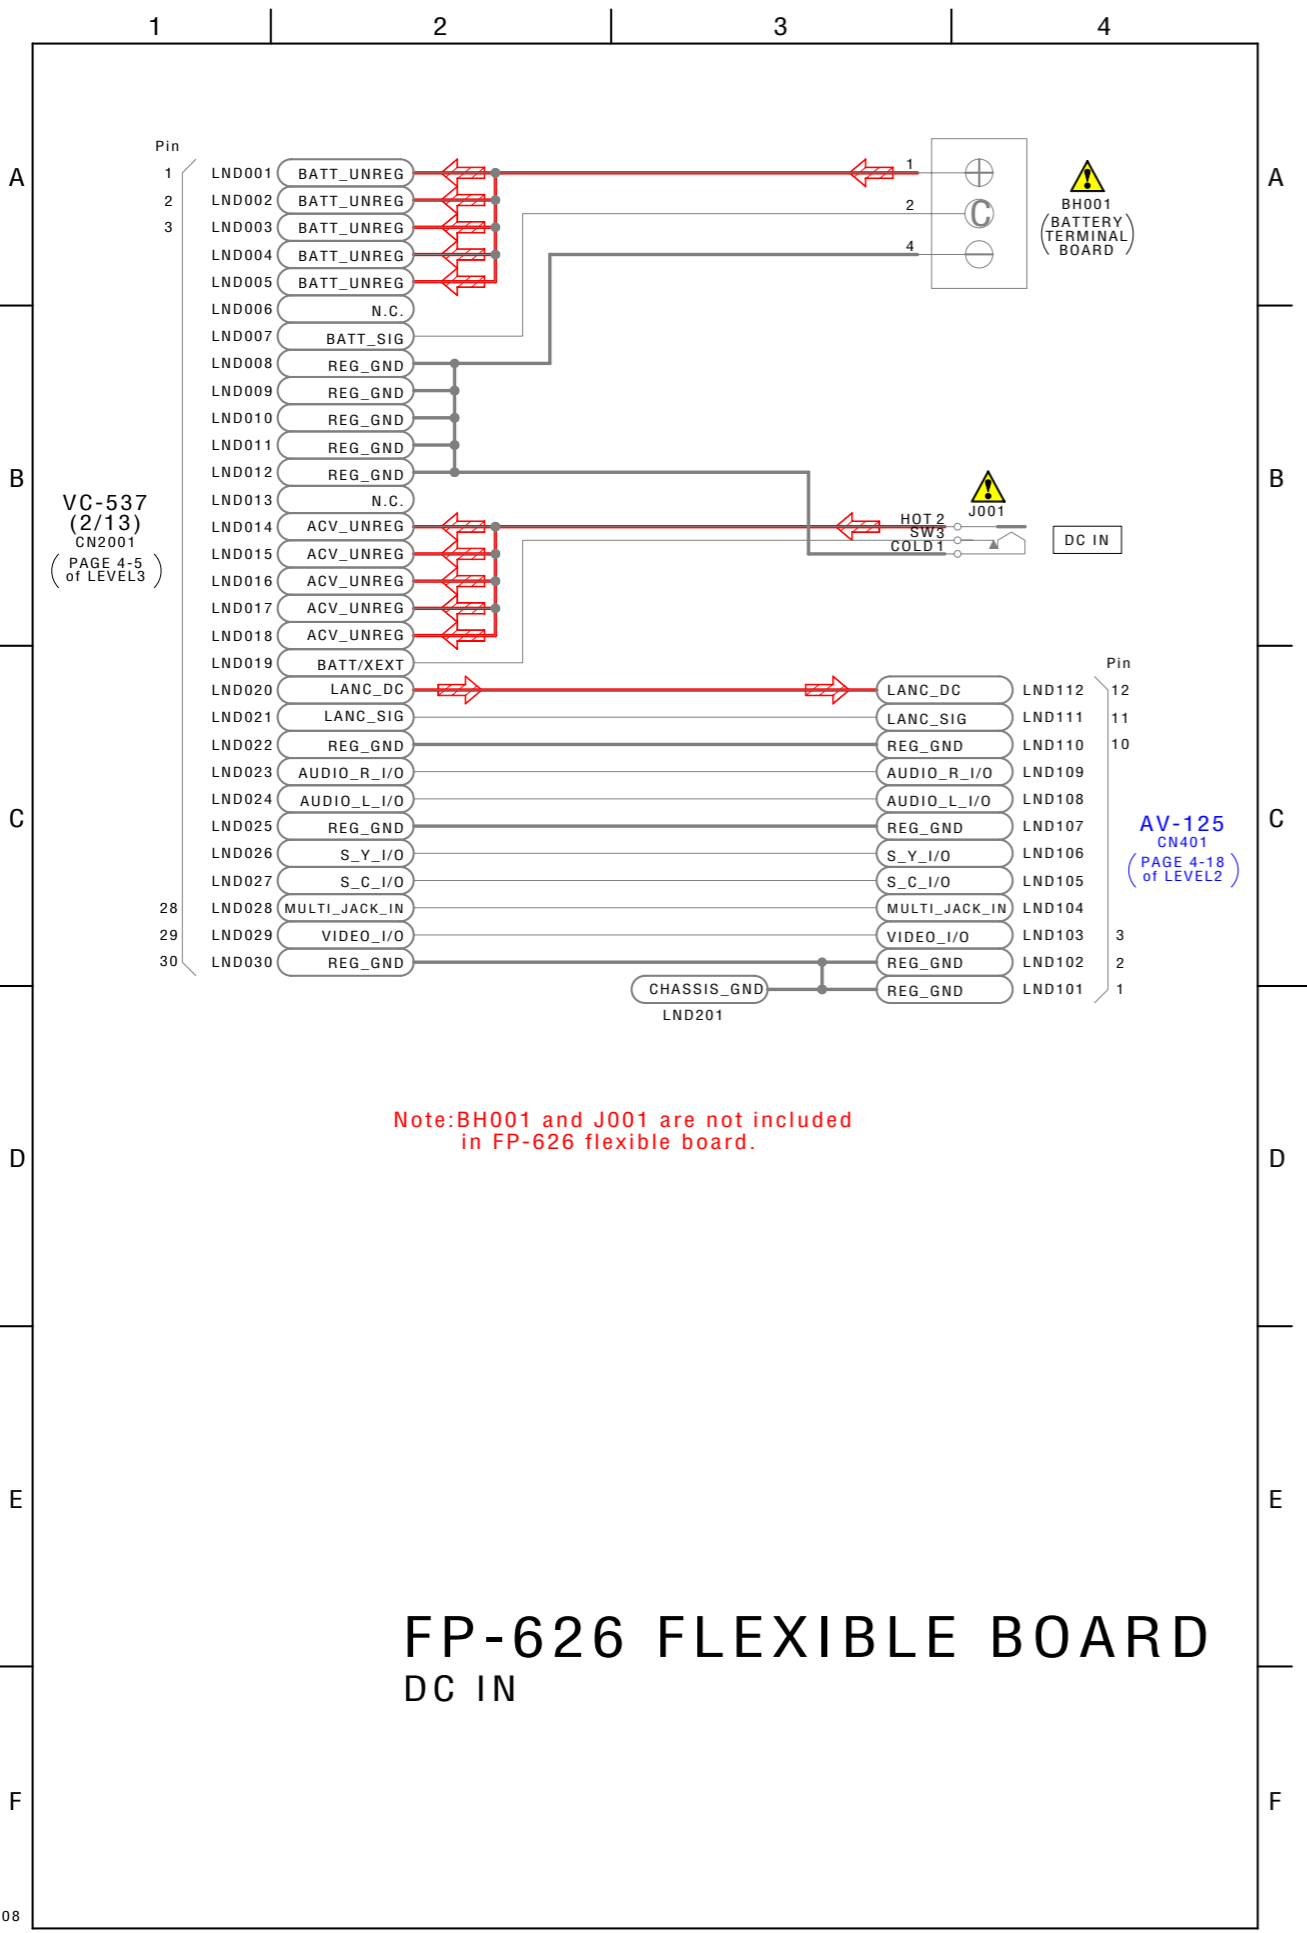 1 2 3 4
Pin
A A
1 LND001 BATT_UNREG 1
2 LND002 BATT_UNREG 2
3 LND003 BATT_UNREG
LND004 BATT_UNREG 4
LND005 BATT_UNREG
C
BH001
(BATTERY
TERMINAL
BOARD)
LND006 N.C.
LND007 BATT_SIG
LND008 REG_GND
LND009 REG_GND
LND010 REG_GND
LND011 REG_GND
LND012 REG_GND
B B
LND013 N.C.
LND014 ACV_UNREG HOT 2
LND015 ACV_UNREG SW3
COLD1
J001
DC IN
LND016 ACV_UNREG
LND017 ACV_UNREG
LND018 ACV_UNREG
VC-537
(2/13)
CN2001
(PAGE 4-5
of LEVEL3)
LND019 BATT/XEXT Pin
LND020 LANC_DC LANC_DC LND112 12
LND021 LANC_SIG LANC_SIG LND111 11
LND022 REG_GND REG_GND LND110 10
LND023 AUDIO_R_I/O AUDIO_R_I/O LND109
LND024 AUDIO_L_I/O AUDIO_L_I/O LND108
C C
LND025 REG_GND REG_GND LND107
LND026 S_Y_I/O S_Y_I/O LND106
LND027 S_C_I/O S_C_I/O LND105
28 LND028 MULTI_JACK_IN MULTI_JACK_IN LND104
29 LND029 VIDEO_I/O VIDEO_I/O LND103 3
30 LND030 REG_GND REG_GND LND102 2
CHASSIS_GND REG_GND LND101 1
LND201
AV-125
CN401
(PAGE 4-18
of LEVEL2)
Note:BH001 and J001 are not included
in FP-626 flexible board.
D D
E E
FP-626 FLEXIBLE BOARD
DC IN
F F
08